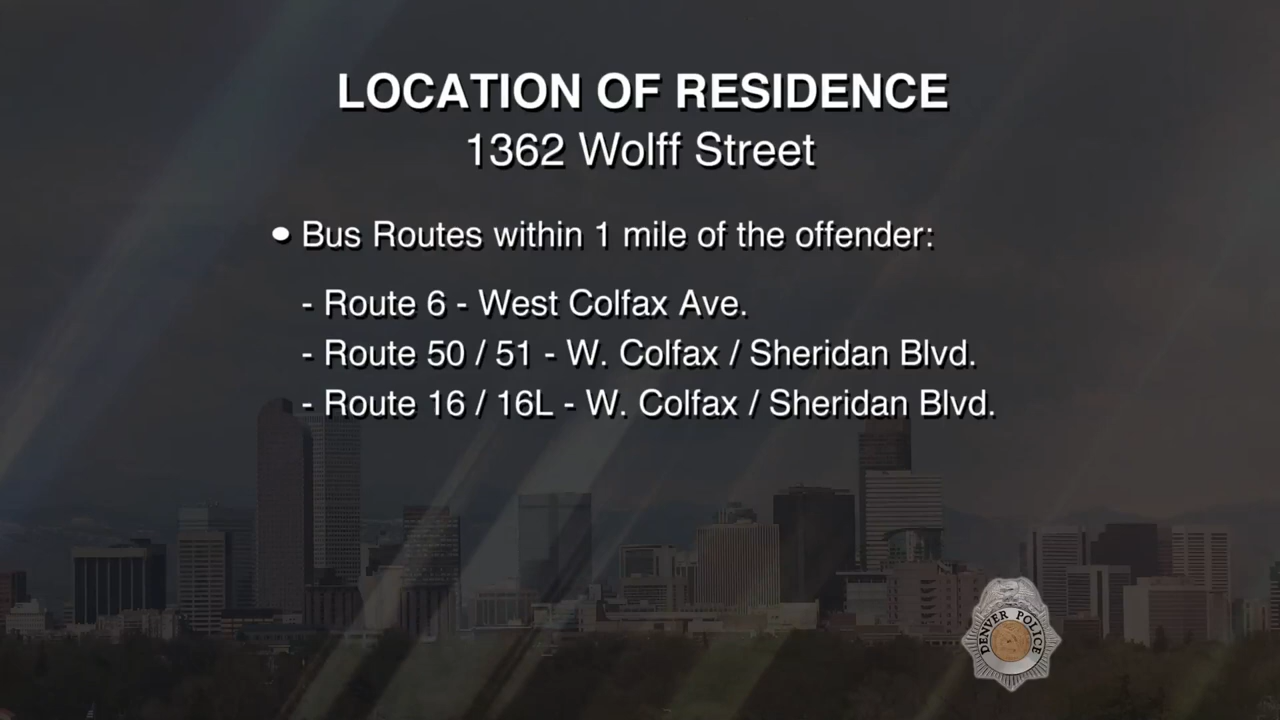 LOCATION OF RESIDENCE
1362 Wolff Street
• Bus Routes within 1 mile of the offender:
- Route 6 - West Colfax Ave.
- Route 50 / 51 - W. Colfax / Sheridan Blvd.
- Route 16 / 16L - W. Colfax / Sheridan Blvd.
DENVER POLICE